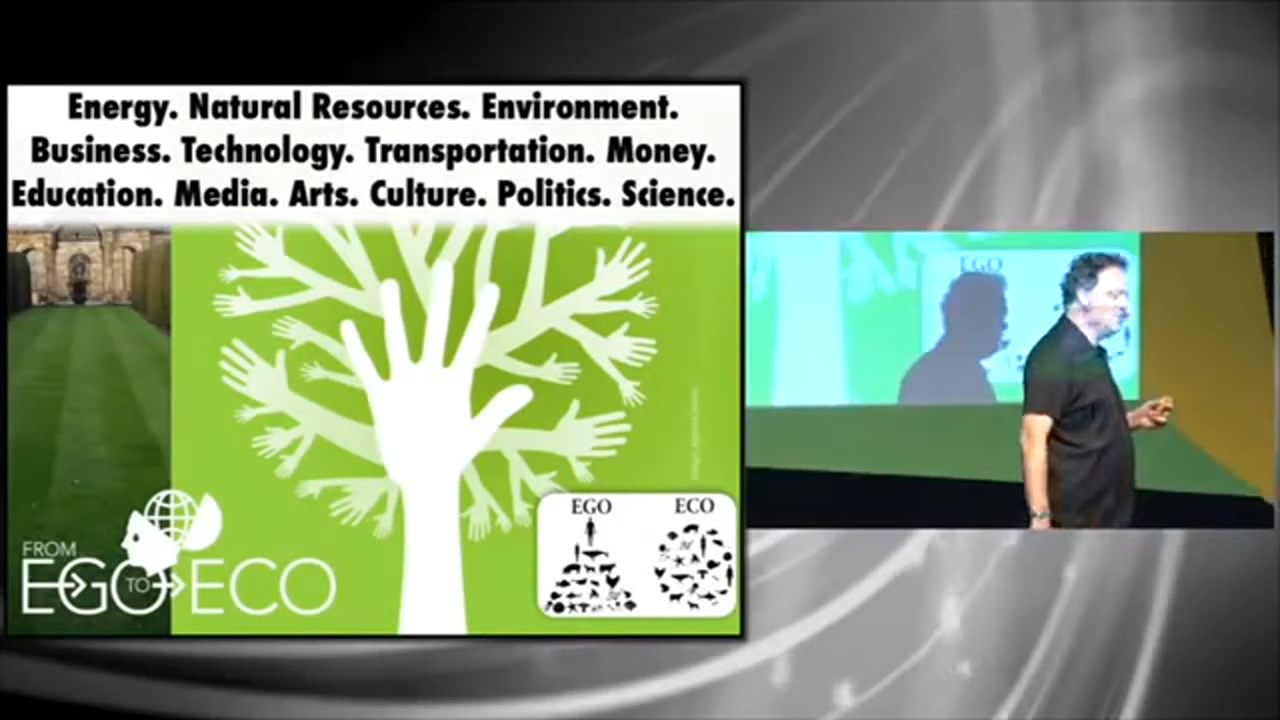 Energy. Natural Resources. Environment.
Business. Technology. Transportation. Money.
Education. Media. Arts. Culture. Politics. Science.
EGO ECO
FROM
EGO TO ECO
EGO